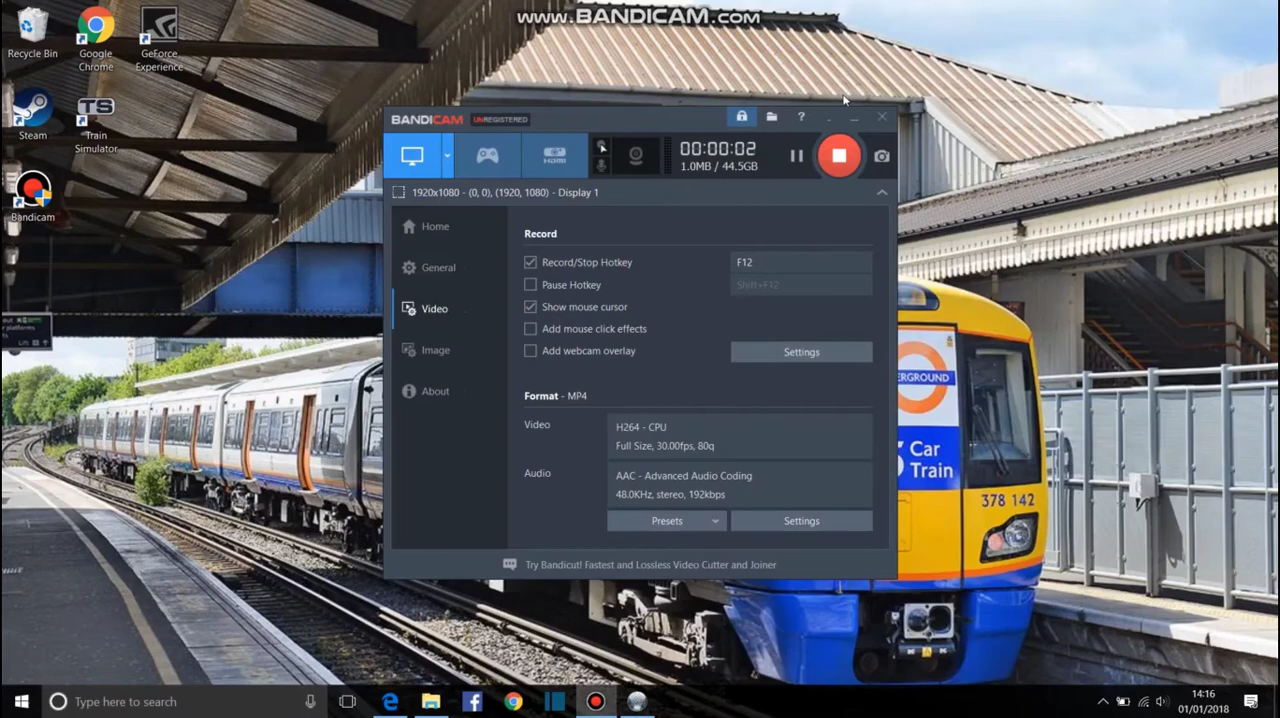 www.BANDICAM.com
Recycle Bin
Google Chrome
GeForce Experience
Steam
Train Simulator
Bandicam
BANDICAM UNREGISTERED
HDMI
00:00:02
1.0MB / 44.5GB
1920x1080 - (0, 0), (1920, 1080) - Display 1
Home
General
Video
Image
About
Record
Record/Stop Hotkey F12
Pause Hotkey Shift+F12
Show mouse cursor
Add mouse click effects
Add webcam overlay Settings
Format - MP4
Video
H264 - CPU
Full Size, 30.00fps, 80q
Audio
AAC - Advanced Audio Coding
48.0KHz, stereo, 192kbps
Presets Settings
Try Bandicut! Fastest and Lossless Video Cutter and Joiner
ERGROUND
Car
Train
378 142
platforms
TS
Type here to search
14:16
01/01/2018